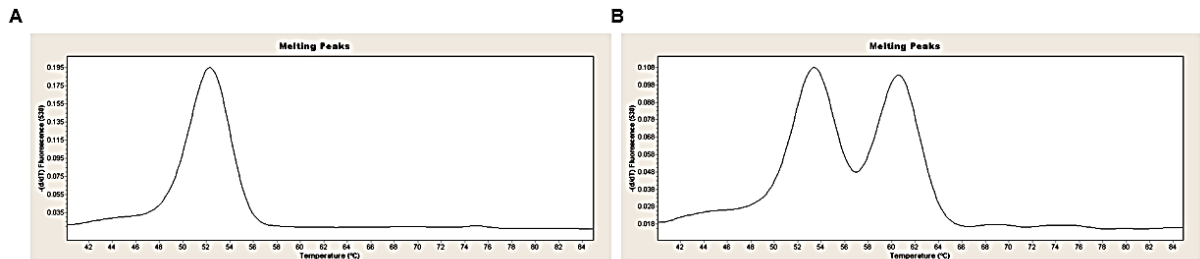 A
Melting Peaks
-(d/dT) Fluorescence (530)
0.195
0.175
0.155
0.135
0.115
0.095
0.075
0.055
0.035
42 44 46 48 50 52 54 56 58 60 62 64 66 68 70 72 74 76 78 80 82 84
Temperature (°C)
B
Melting Peaks
-(d/dT) Fluorescence (530)
0.108
0.098
0.088
0.078
0.068
0.058
0.048
0.038
0.028
0.018
42 44 46 48 50 52 54 56 58 60 62 64 66 68 70 72 74 76 78 80 82 84
Temperature (°C)